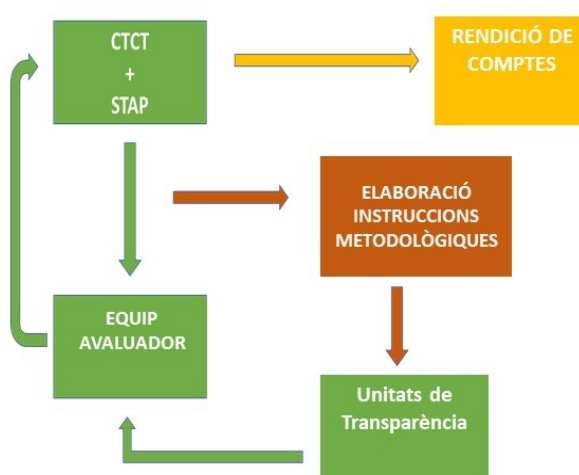 CTCT
+
STAP
RENDICIÓ DE
COMPTES
ELABORACIÓ
INSTRUCCIONS
METODOLÒGIQUES
EQUIP
AVALUADOR
Unitats de
Transparència